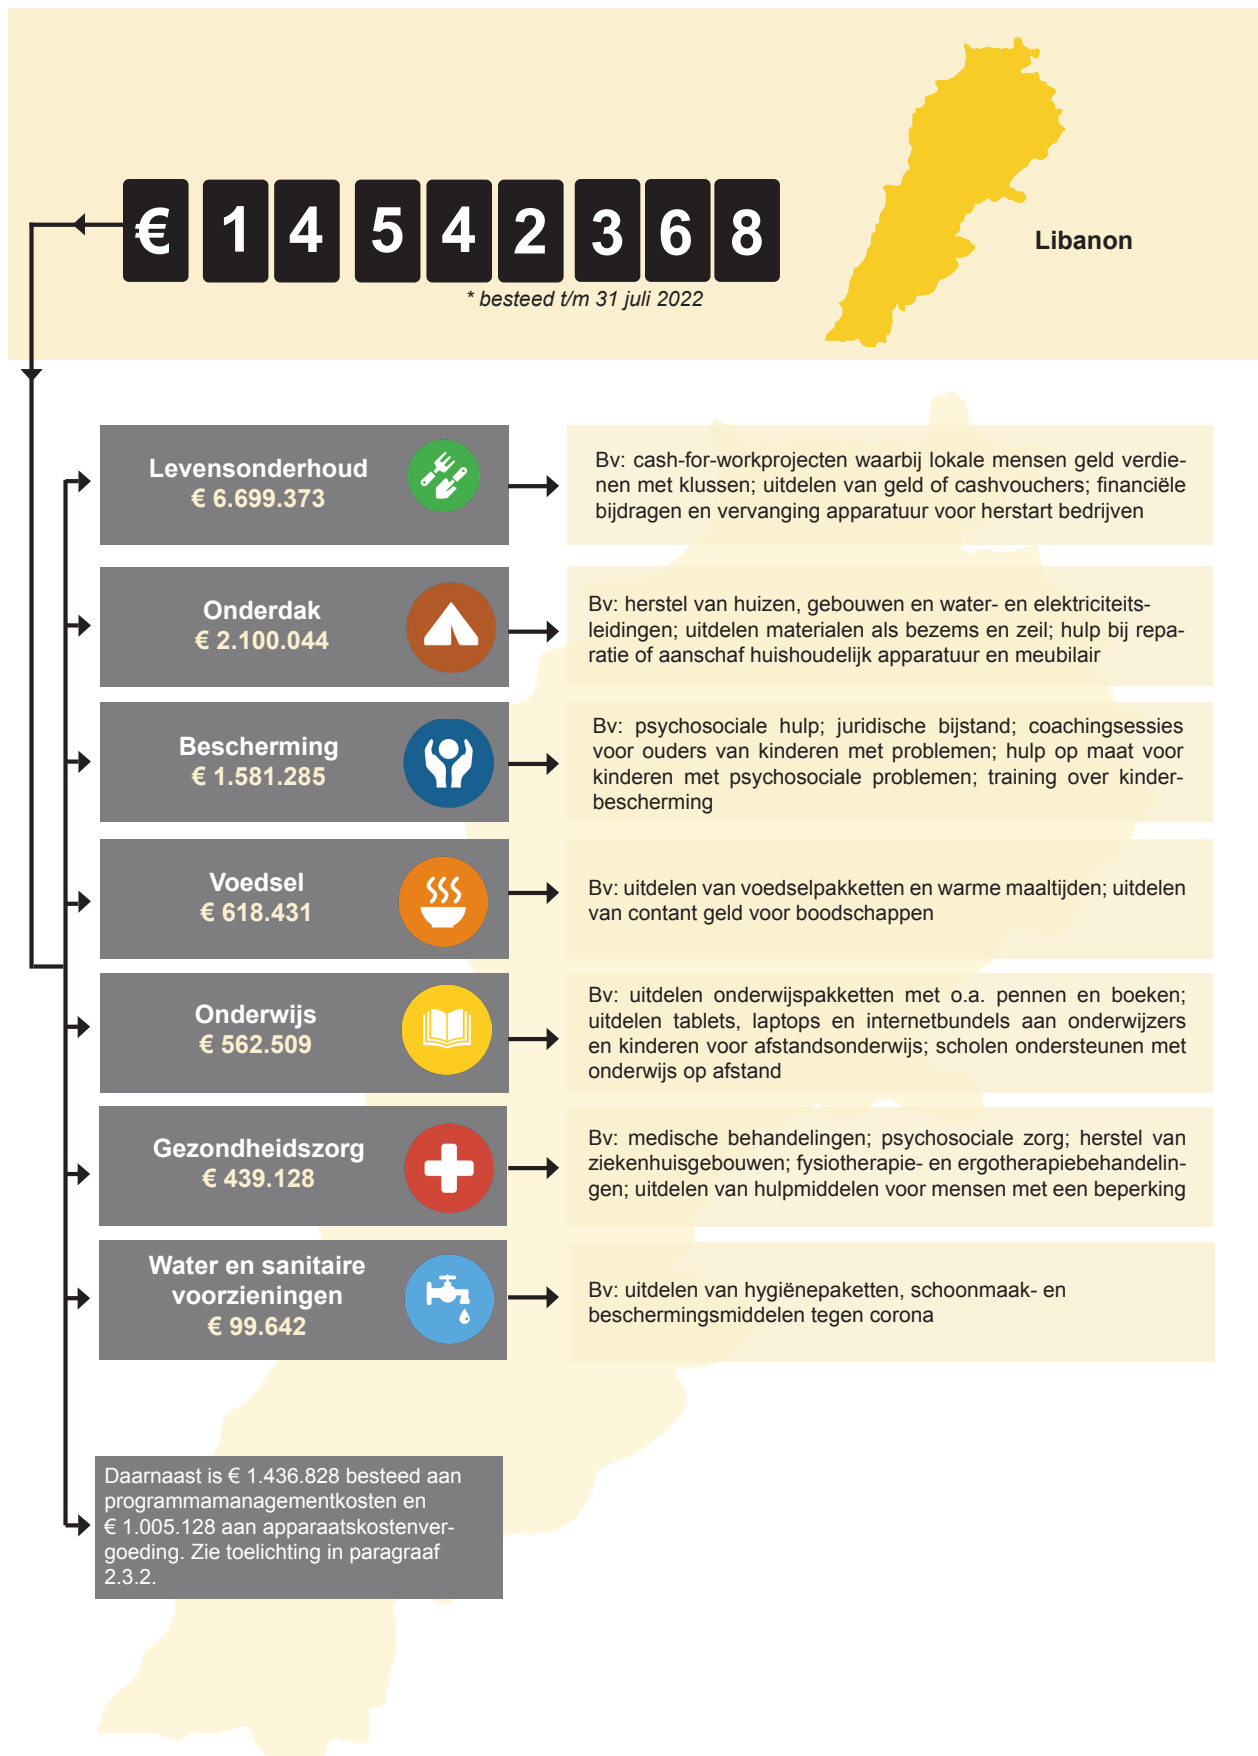 € 14 542 368
* besteed t/m 31 juli 2022
Libanon
Levensonderhoud
€ 6.699.373
Bv: cash-for-workprojecten waarbij lokale mensen geld verdie-
nen met klussen; uitdelen van geld of cashvouchers; financiële
bijdragen en vervanging apparatuur voor herstart bedrijven
Onderdak
€ 2.100.044
Bv: herstel van huizen, gebouwen en water- en elektriciteits-
leidingen; uitdelen materialen als bezems en zeil; hulp bij repa-
ratie of aanschaf huishoudelijk apparatuur en meubilair
Bescherming
€ 1.581.285
Bv: psychosociale hulp; juridische bijstand; coachingsessies
voor ouders van kinderen met problemen; hulp op maat voor
kinderen met psychosociale problemen; training over kinder-
bescherming
Voedsel
€ 618.431
Bv: uitdelen van voedselpakketten en warme maaltijden; uitdelen
van contant geld voor boodschappen
Onderwijs
€ 562.509
Bv: uitdelen onderwijspakketten met o.a. pennen en boeken;
uitdelen tablets, laptops en internetbundels aan onderwijzers
en kinderen voor afstandsonderwijs; scholen ondersteunen met
onderwijs op afstand
Gezondheidszorg
€ 439.128
Bv: medische behandelingen; psychosociale zorg; herstel van
ziekenhuisgebouwen; fysiotherapie- en ergotherapiebehandelin-
gen; uitdelen van hulpmiddelen voor mensen met een beperking
Water en sanitaire
voorzieningen
€ 99.642
Bv: uitdelen van hygiënepaketten, schoonmaak- en
beschermingsmiddelen tegen corona
Daarnaast is € 1.436.828 besteed aan
programmamanagementkosten en
€ 1.005.128 aan apparaatskostenver-
goeding. Zie toelichting in paragraaf
2.3.2.